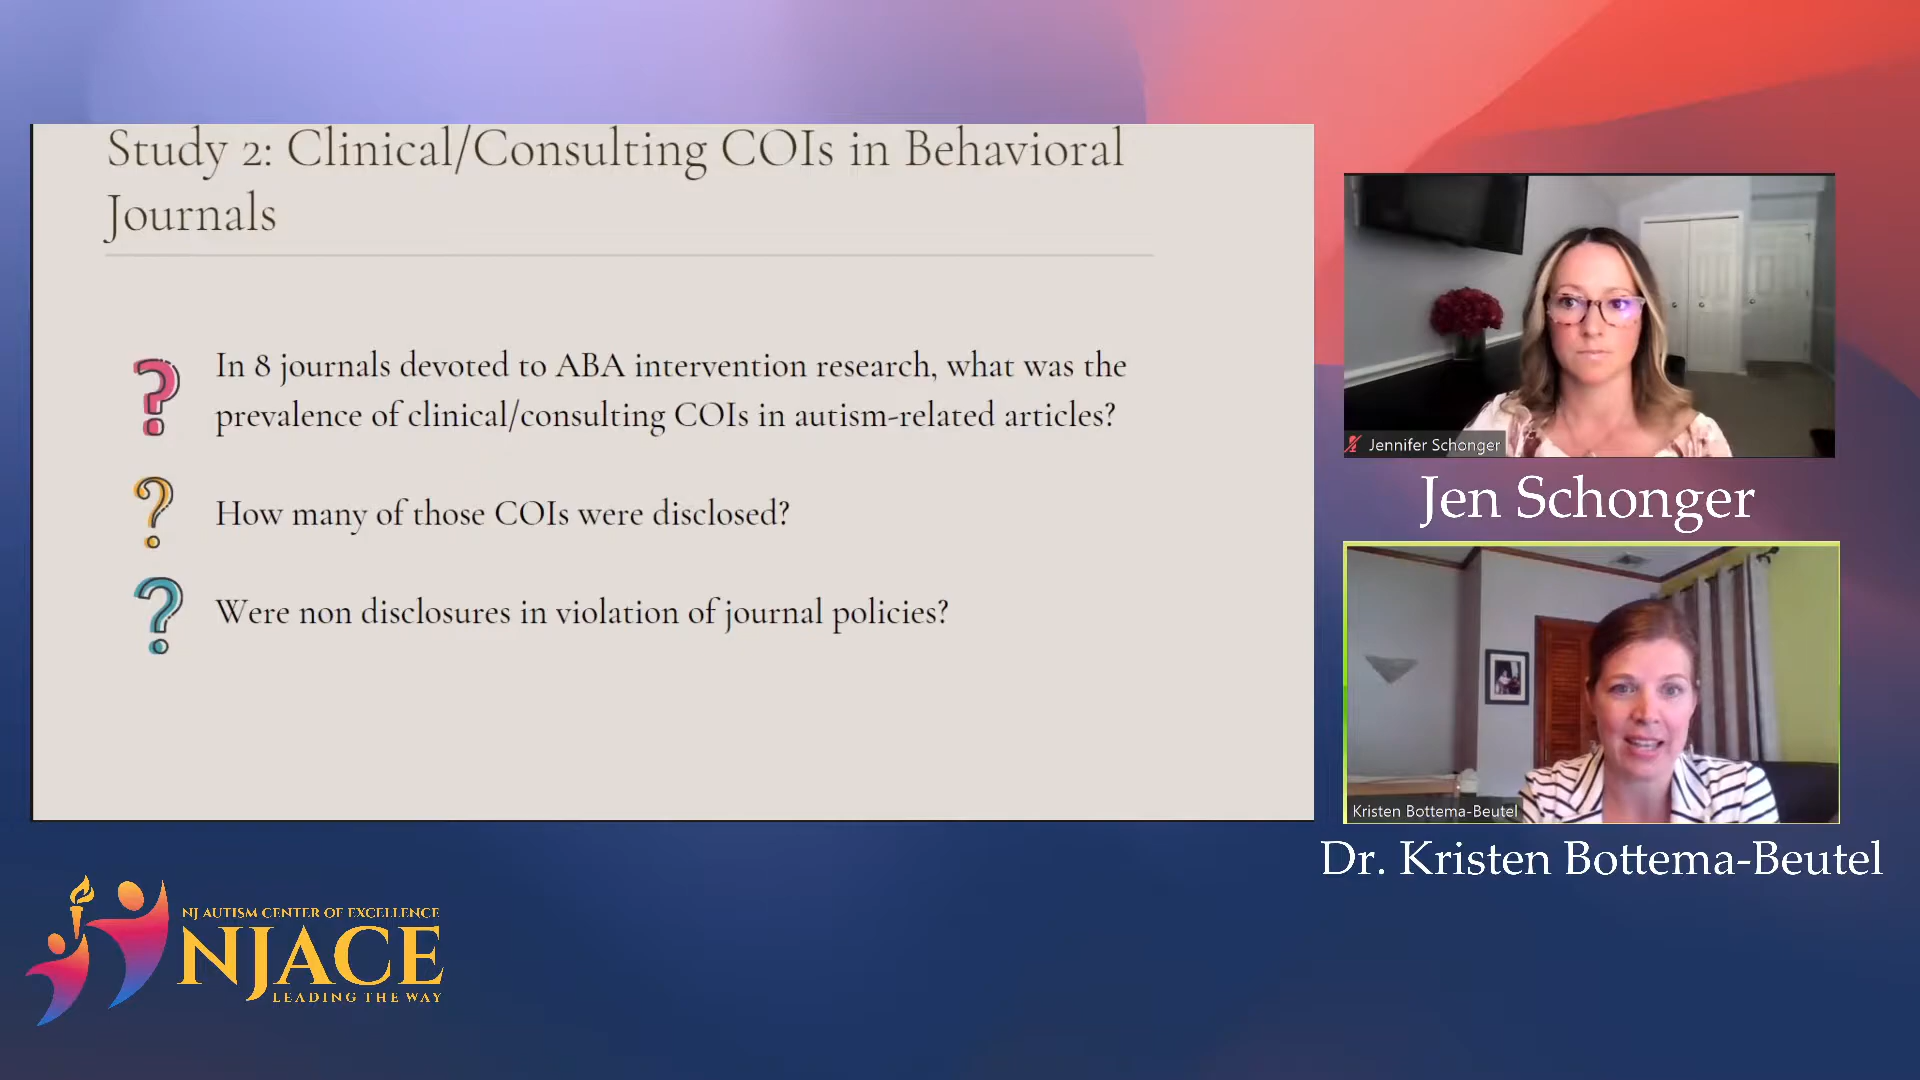 Study 2: Clinical/Consulting COIs in Behavioral
Journals
In 8 journals devoted to ABA intervention research, what was the
prevalence of clinical/consulting COIs in autism-related articles?
How many of those COIs were disclosed?
Were non disclosures in violation of journal policies?
Jennifer Schonger
Jen Schonger
Kristen Bottema-Beutel
Dr. Kristen Bottema-Beutel
NJ AUTISM CENTER OF EXCELLENCE
NJACE
LEADING THE WAY